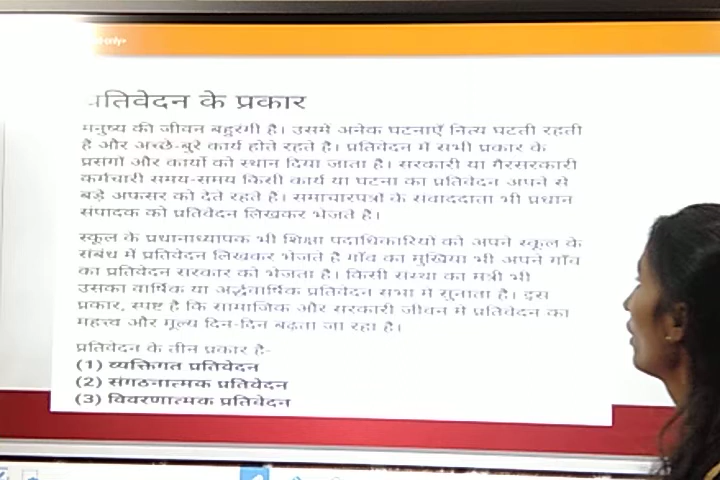 प्रतिवेदन के प्रकार
मनुष्य की जीवन बहुरंगी है। उसमें अनेक घटनाएँ नित्य घटती रहती
है और अच्छे-बुरे कार्य होते रहते है। प्रतिवेदन में सभी प्रकार के
प्रसंगों और कार्यो को स्थान दिया जाता है। सरकारी या गैरसरकारी
कर्मचारी समय-समय किसी कार्य या घटना का प्रतिवेदन अपने से
बड़े अफसर को देते रहते है। समाचारपत्रों के संवाददाता भी प्रधान
संपादक को प्रतिवेदन लिखकर भेजते है।
स्कूल के प्रधानाध्यापक भी शिक्षा पदाधिकारियों को अपने स्कूल के
संबंध में प्रतिवेदन लिखकर भेजते है गाँव का मुखिया भी अपने गाँव
का प्रतिवेदन सरकार को भेजता है। किसी संस्था का मंत्री भी
उसका वार्षिक या अर्द्धवार्षिक प्रतिवेदन सभा में सुनाता है। इस
प्रकार, स्पष्ट है कि सामाजिक और सरकारी जीवन में प्रतिवेदन का
महत्त्व और मूल्य दिन-दिन बढ़ता जा रहा है।
प्रतिवेदन के तीन प्रकार है-
(1) व्यक्तिगत प्रतिवेदन
(2) संगठनात्मक प्रतिवेदन
(3) विवरणात्मक प्रतिवेदन